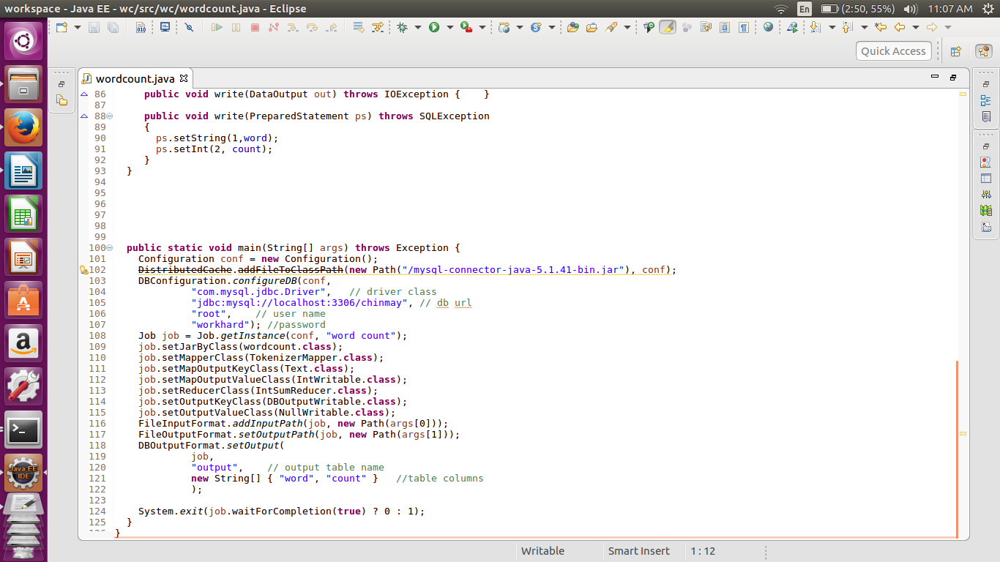 workspace - Java EE - wc/src/wc/wordcount.java - Eclipse
En (2:50, 55%) 11:07 AM
010
Quick Access
wordcount.java
86 public void write(DataOutput out) throws IOException { }
87
88 public void write(PreparedStatement ps) throws SQLException
89 {
90 ps.setString(1,word);
91 ps.setInt(2, count);
92 }
93 }
94
95
96
97
98
99
100 public static void main(String[] args) throws Exception {
101 Configuration conf = new Configuration();
102 DistributedCache.addFileToClassPath(new Path("/mysql-connector-java-5.1.41-bin.jar"), conf);
103 DBConfiguration.configureDB(conf,
104 "com.mysql.jdbc.Driver", // driver class
105 "jdbc:mysql://localhost:3306/chinmay", // db url
106 "root", // user name
107 "workhard"); //password
108 Job job = Job.getInstance(conf, "word count");
109 job.setJarByClass(wordcount.class);
110 job.setMapperClass(TokenizerMapper.class);
111 job.setMapOutputKeyClass(Text.class);
112 job.setMapOutputValueClass(IntWritable.class);
113 job.setReducerClass(IntSumReducer.class);
114 job.setOutputKeyClass(DBOutputWritable.class);
115 job.setOutputValueClass(NullWritable.class);
116 FileInputFormat.addInputPath(job, new Path(args[0]));
117 FileOutputFormat.setOutputPath(job, new Path(args[1]));
118 DBOutputFormat.setOutput(
119 job,
120 "output", // output table name
121 new String[] { "word", "count" } //table columns
122 );
123
124 System.exit(job.waitForCompletion(true) ? 0 : 1);
125 }
126 }
Java EE
IDE
Writable Smart Insert 1 : 12